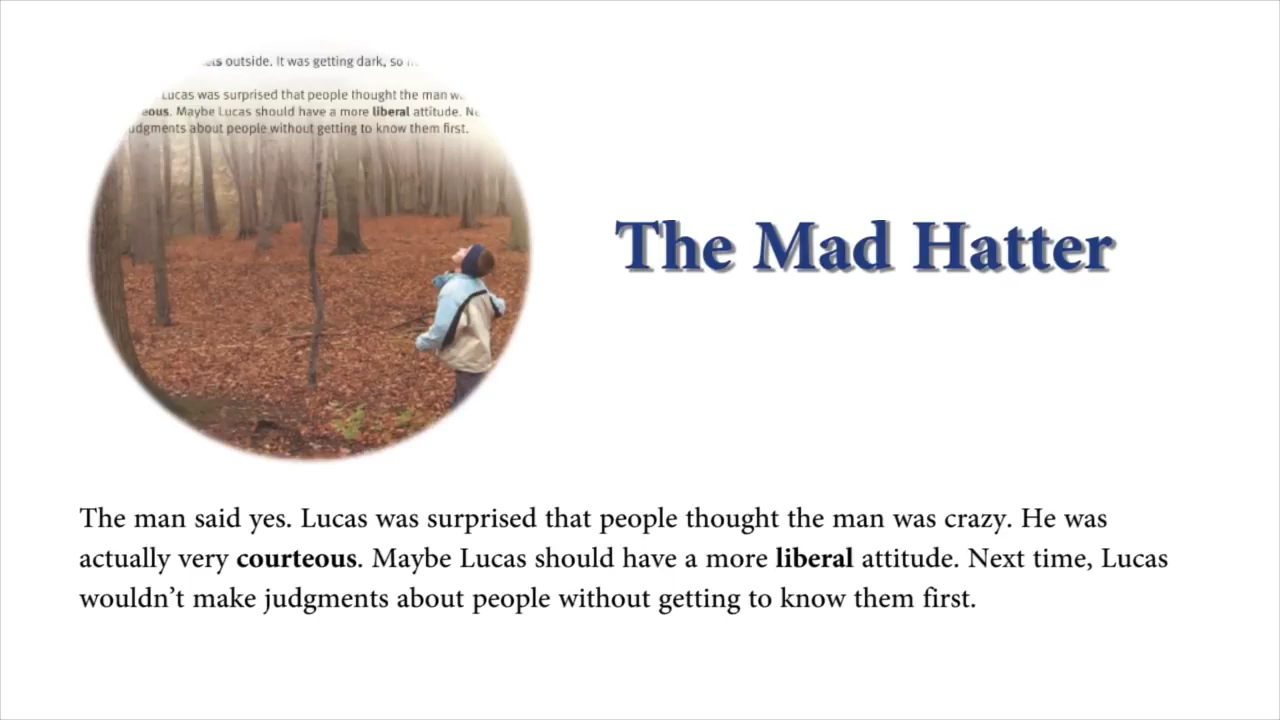 outside. It was getting dark, so
Lucas was surprised that people thought the man
Maybe Lucas should have a more liberal attitude.
judgments about people without getting to know them first.
The Mad Hatter
The man said yes. Lucas was surprised that people thought the man was crazy. He was
actually very courteous. Maybe Lucas should have a more liberal attitude. Next time, Lucas
wouldn’t make judgments about people without getting to know them first.